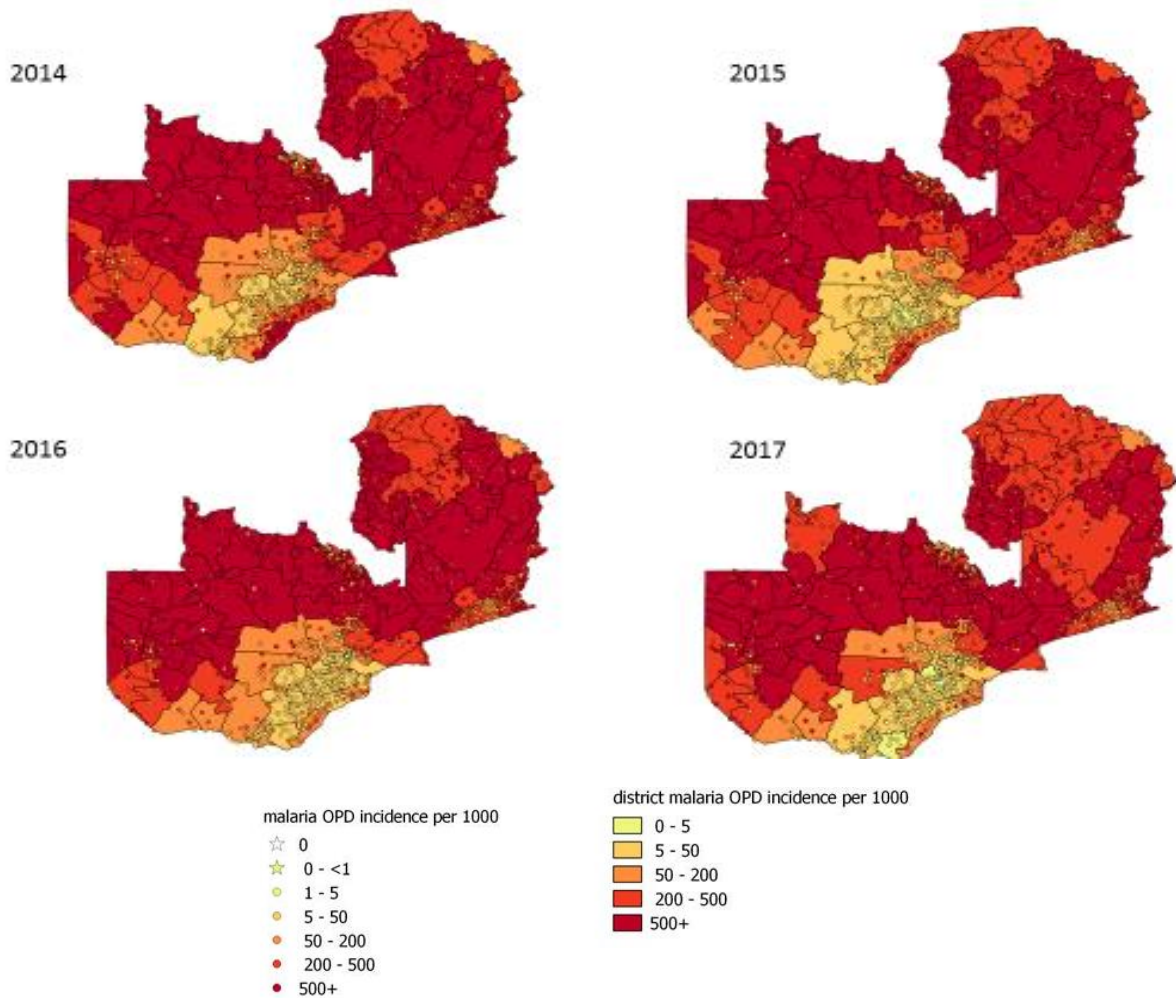 2014
2015
2016
2017
malaria OPD incidence per 1000
0
0 - <1
1 - 5
5 - 50
50 - 200
200 - 500
500+
district malaria OPD incidence per 1000
0 - 5
5 - 50
50 - 200
200 - 500
500+